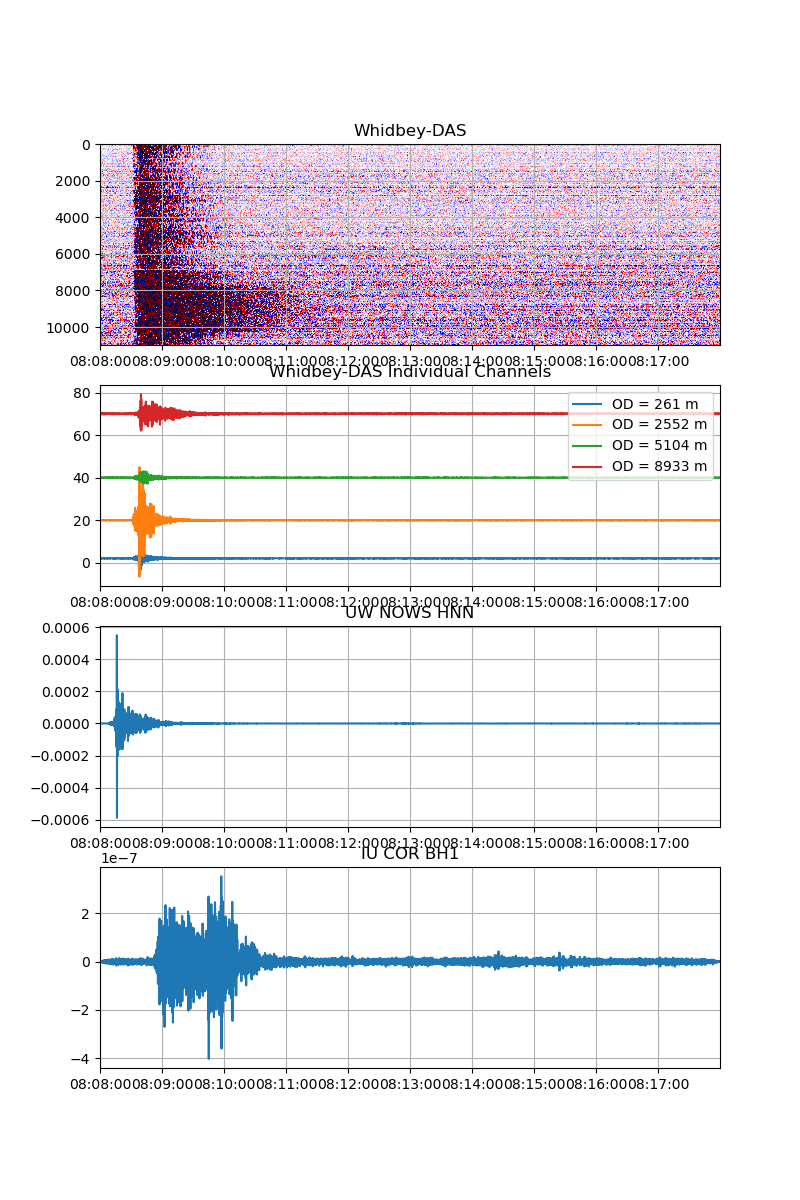 Whidbey-DAS
0
2000
4000
6000
8000
10000
08:08:00 08:09:00 08:10:00 08:11:00 08:12:00 08:13:00 08:14:00 08:15:00 08:16:00 08:17:00
Whidbey-DAS Individual Channels
80
60
40
20
0
OD = 261 m
OD = 2552 m
OD = 5104 m
OD = 8933 m
08:08:00 08:09:00 08:10:00 08:11:00 08:12:00 08:13:00 08:14:00 08:15:00 08:16:00 08:17:00
UW NOWS HNN
0.0006
0.0004
0.0002
0.0000
−0.0002
−0.0004
−0.0006
08:08:00 08:09:00 08:10:00 08:11:00 08:12:00 08:13:00 08:14:00 08:15:00 08:16:00 08:17:00
IU COR BH1
1e−7
2
0
−2
−4
08:08:00 08:09:00 08:10:00 08:11:00 08:12:00 08:13:00 08:14:00 08:15:00 08:16:00 08:17:00